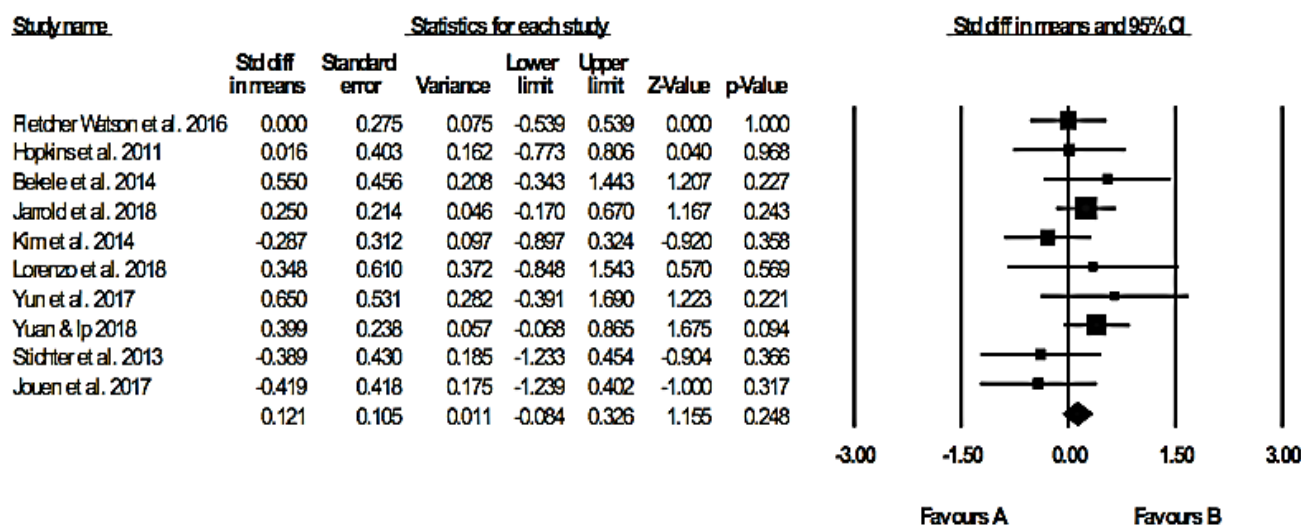 Study name Statistics for each study Std diff in means and 95% CI
Std diff Standard Lower Upper
in means error Variance limit limit Z-Value p-Value
Fletcher Watson et al. 2016 0.000 0.275 0.075 -0.539 0.539 0.000 1.000
Hopkins et al. 2011 0.016 0.403 0.162 -0.773 0.806 0.040 0.968
Bekele et al. 2014 0.550 0.456 0.208 -0.343 1.443 1.207 0.227
Jarrold et al. 2018 0.250 0.214 0.046 -0.170 0.670 1.167 0.243
Kim et al. 2014 -0.287 0.312 0.097 -0.897 0.324 -0.920 0.358
Lorenzo et al. 2018 0.348 0.610 0.372 -0.848 1.543 0.570 0.569
Yun et al. 2017 0.650 0.531 0.282 -0.391 1.690 1.223 0.221
Yuan & Ip 2018 0.399 0.238 0.057 -0.068 0.865 1.675 0.094
Stichter et al. 2013 -0.389 0.430 0.185 -1.233 0.454 -0.904 0.366
Jouen et al. 2017 -0.419 0.418 0.175 -1.239 0.402 -1.000 0.317
0.121 0.105 0.011 -0.084 0.326 1.155 0.248
-3.00 -1.50 0.00 1.50 3.00
Favours A Favours B